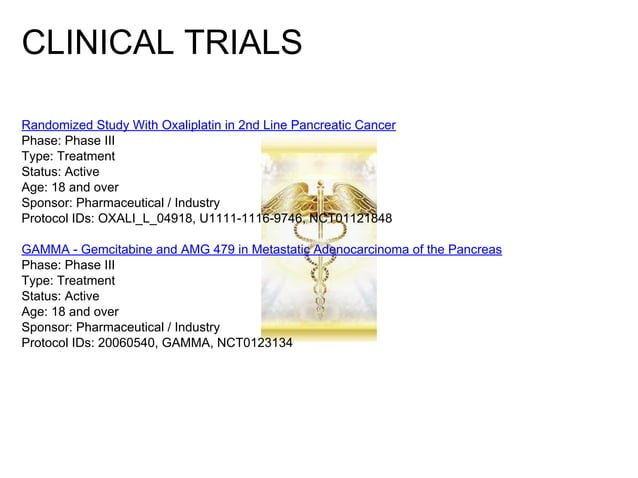 CLINICAL TRIALS
Randomized Study With Oxaliplatin in 2nd Line Pancreatic Cancer
Phase: Phase III
Type: Treatment
Status: Active
Age: 18 and over
Sponsor: Pharmaceutical / Industry
Protocol IDs: OXALI_L_04918, U1111-1116-9746, NCT01121848
GAMMA - Gemcitabine and AMG 479 in Metastatic Adenocarcinoma of the Pancreas
Phase: Phase III
Type: Treatment
Status: Active
Age: 18 and over
Sponsor: Pharmaceutical / Industry
Protocol IDs: 20060540, GAMMA, NCT0123134